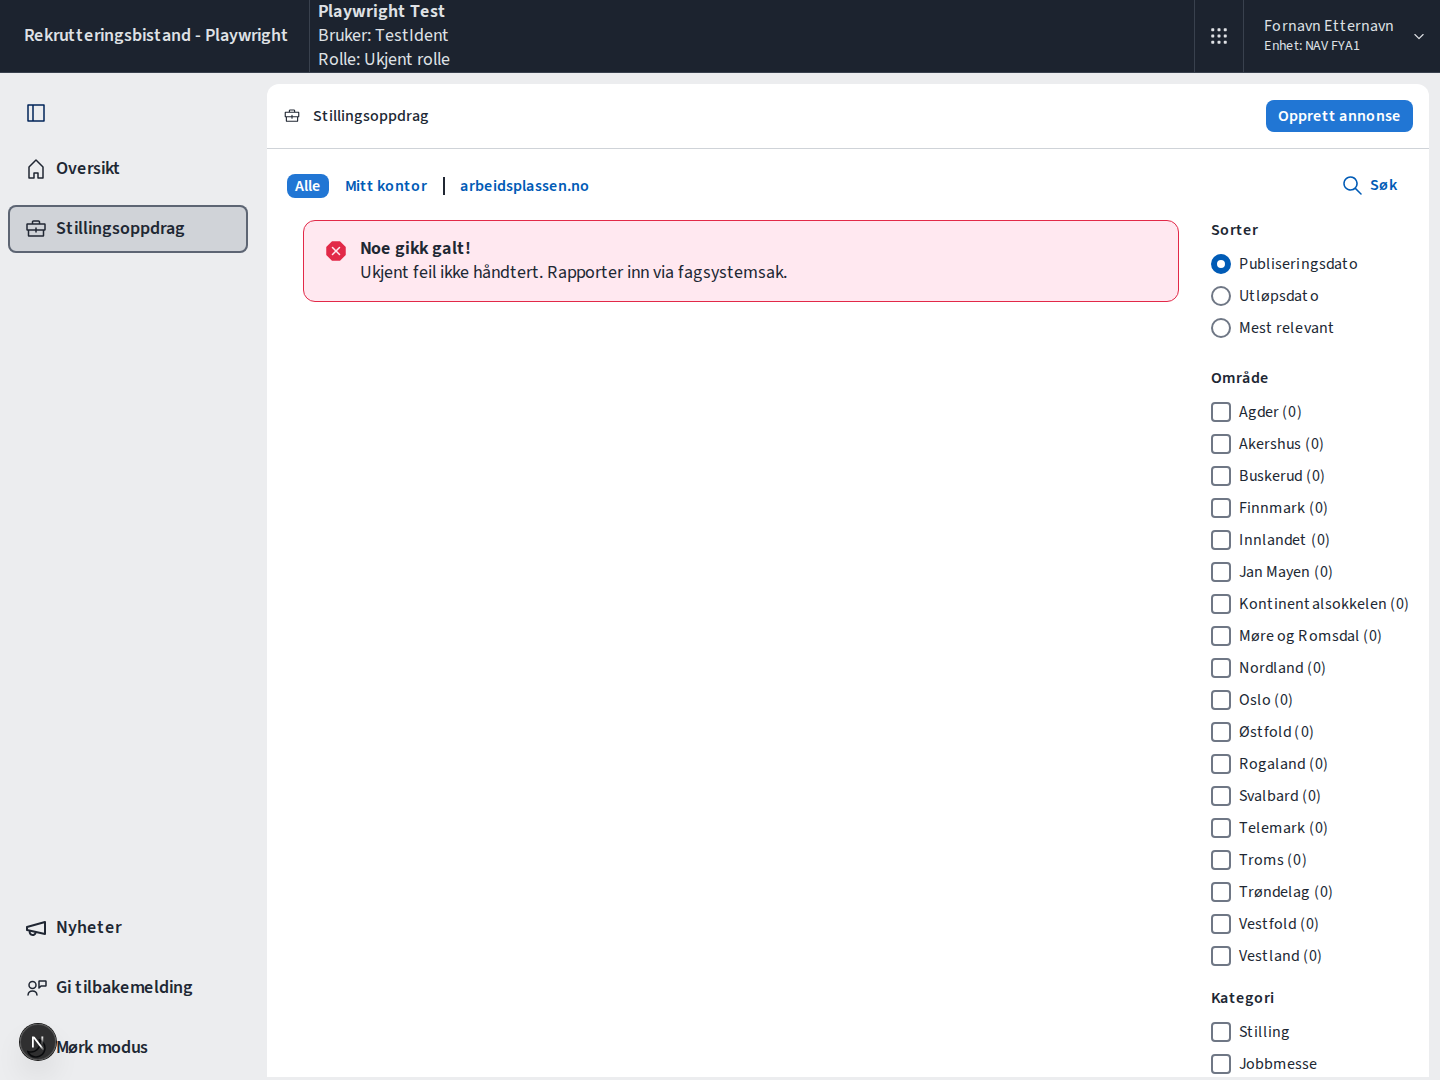 Rekrutteringsbistand - Playwright
Playwright Test
Bruker: TestIdent
Rolle: Ukjent rolle
Fornavn Etternavn
Enhet: NAV FYA1
Oversikt
Stillingsoppdrag
Nyheter
Gi tilbakemelding
N
Mørk modus
Stillingsoppdrag
Opprett annonse
Alle
Mitt kontor
arbeidsplassen.no
Søk
Noe gikk galt!
Ukjent feil ikke håndtert. Rapporter inn via fagsystemsak.
Sorter
Publiseringsdato
Utløpsdato
Mest relevant
Område
Agder (0)
Akershus (0)
Buskerud (0)
Finnmark (0)
Innlandet (0)
Jan Mayen (0)
Kontinentalsokkelen (0)
Møre og Romsdal (0)
Nordland (0)
Oslo (0)
Østfold (0)
Rogaland (0)
Svalbard (0)
Telemark (0)
Troms (0)
Trøndelag (0)
Vestfold (0)
Vestland (0)
Kategori
Stilling
Jobbmesse